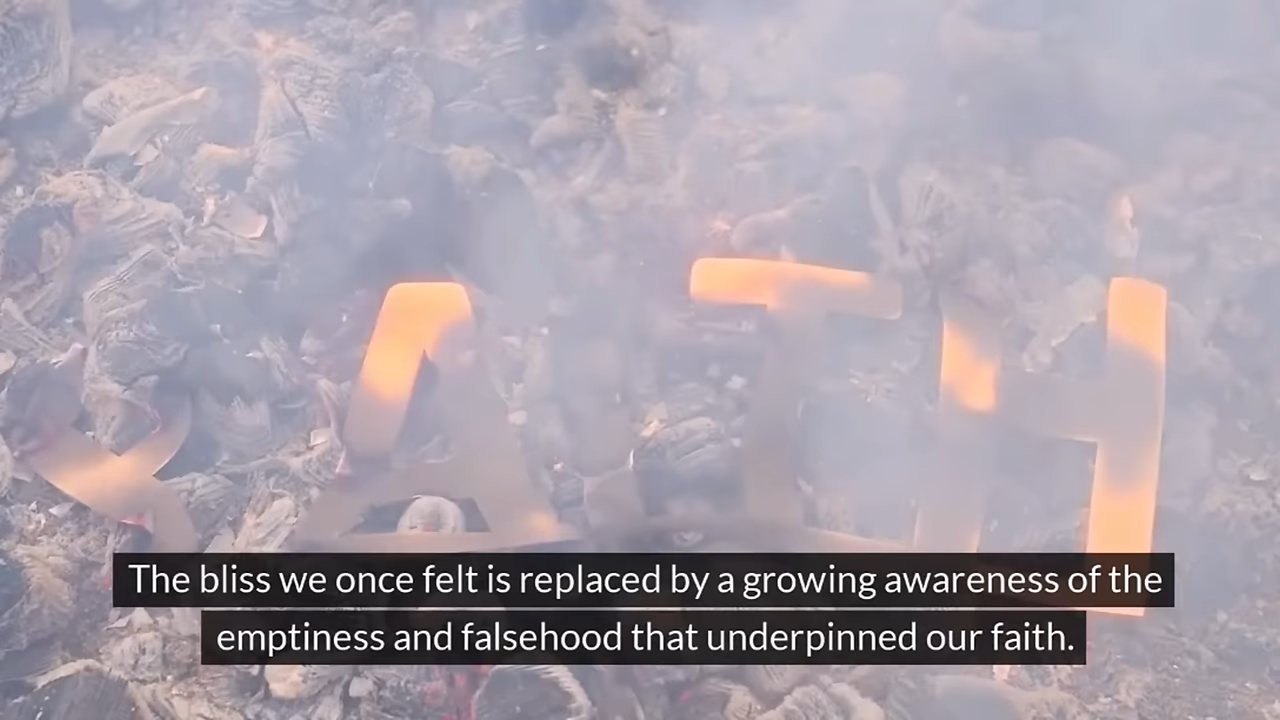 The bliss we once felt is replaced by a growing awareness of the
emptiness and falsehood that underpinned our faith.